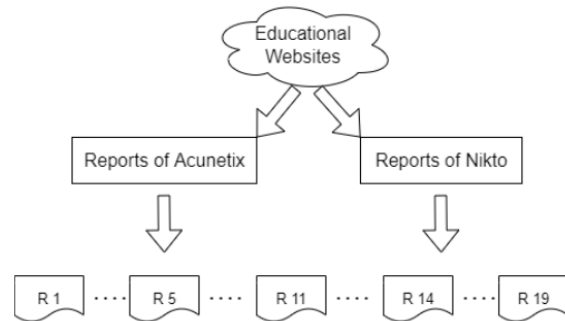 Educational
Websites
Reports of Acunetix
Reports of Nikto
R 1 .... R 5 .... R 11 .... R 14 .... R 19